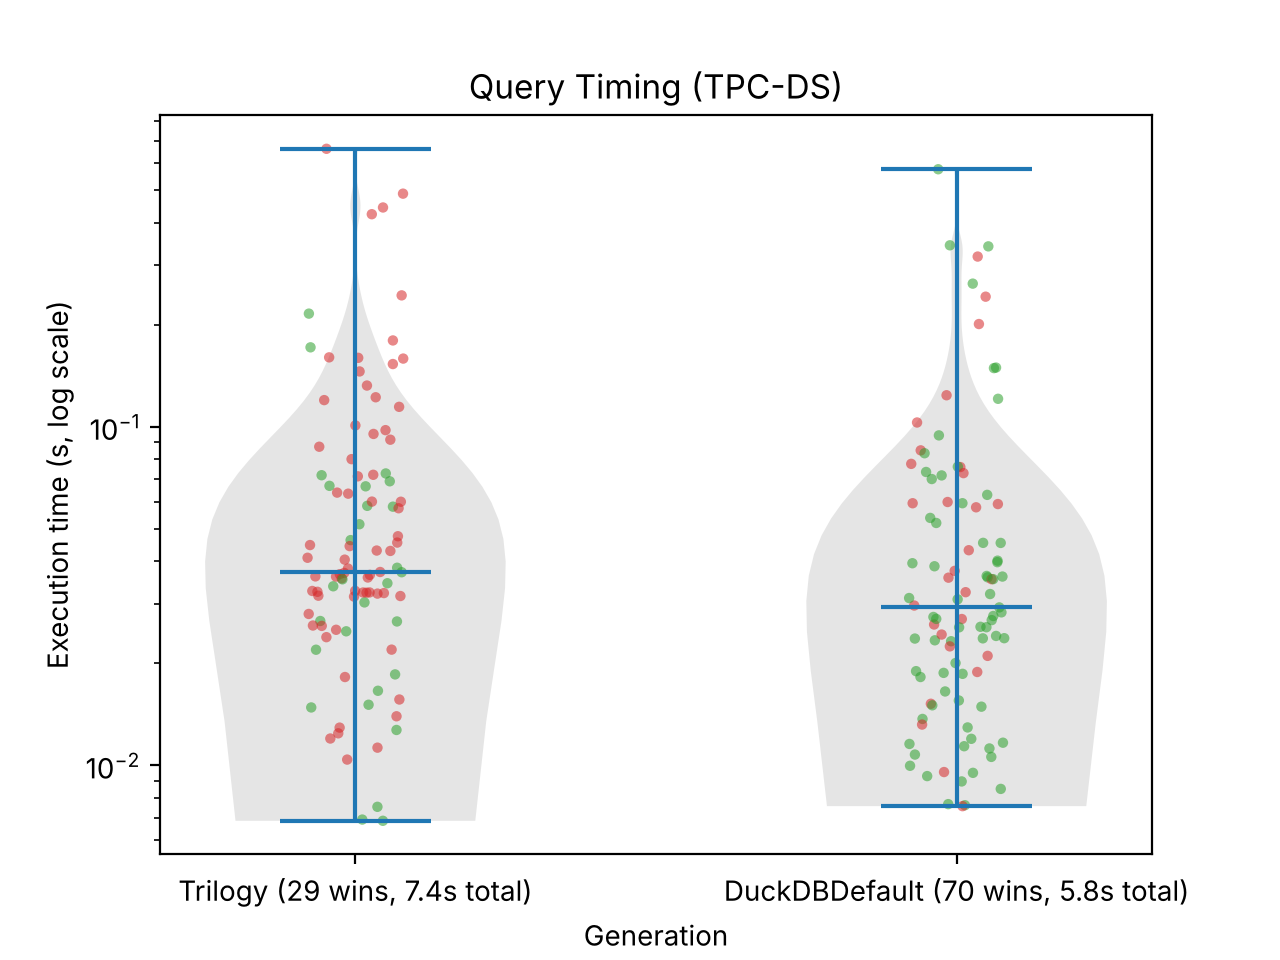 Query Timing (TPC-DS)
Execution time (s, log scale)
10⁻¹
10⁻²
Trilogy (29 wins, 7.4s total)
DuckDBDefault (70 wins, 5.8s total)
Generation